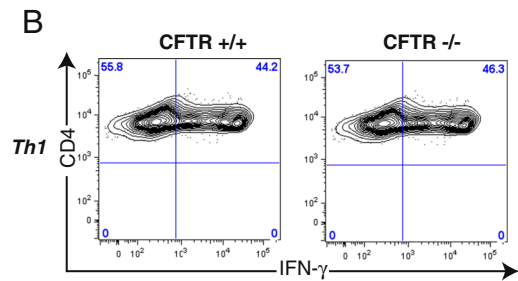 B
CFTR +/+ CFTR -/-
55.8 44.2 53.7 46.3
10⁵ 10⁵
10⁴ 10⁴
Th1 CD4 10³ 10³
10² 10²
0 0
0 0 0 0
0 10² 10³ 10⁴ 10⁵ 0 10² 10³ 10⁴ 10⁵
IFN-γ